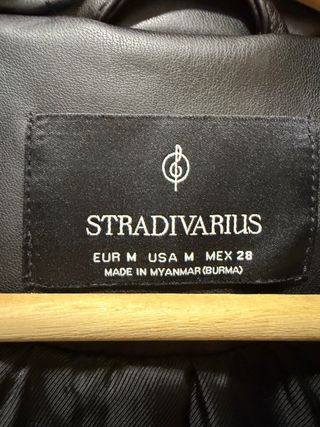 STRADIVARIUS
EUR M USA M MEX 28
MADE IN MYANMAR(BURMA)